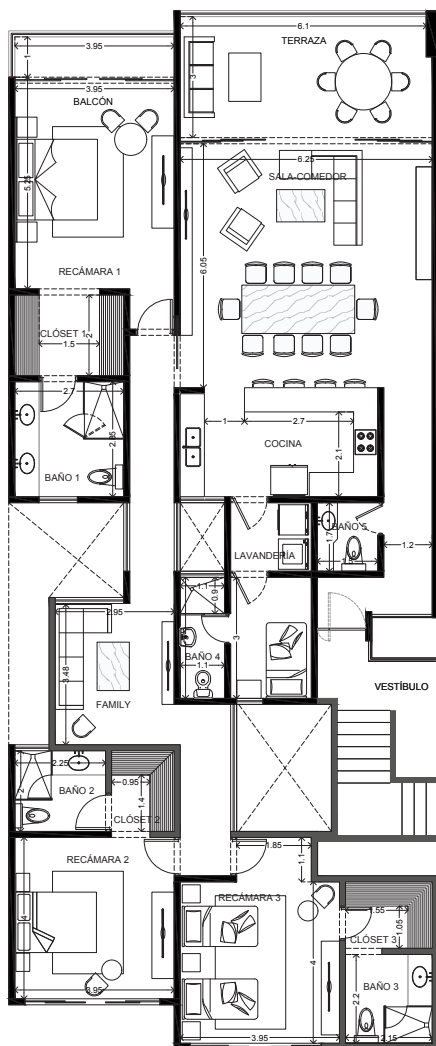 6.1
TERRAZA
3
1
3.95
3.95
BALCÓN
6.25
SALA-COMEDOR
5.25
6.05
RECÁMARA 1
CLÓSET 1
2
1.5
2.7
1
2.7
COCINA
2.1
BAÑO 1
BAÑO 5
1.7
LAVANDERÍA
1.2
1.1
0.9
2.95
3
3.48
BAÑO 4
1.1
FAMILY
VESTÍBULO
2.25
BAÑO 2
2
0.95
1.4
CLÓSET 2
RECÁMARA 2
1.85
1.1
RECÁMARA 3
4
4
1.55
1.05
CLÓSET 3
2.2
BAÑO 3
3.95
3.95
2.15